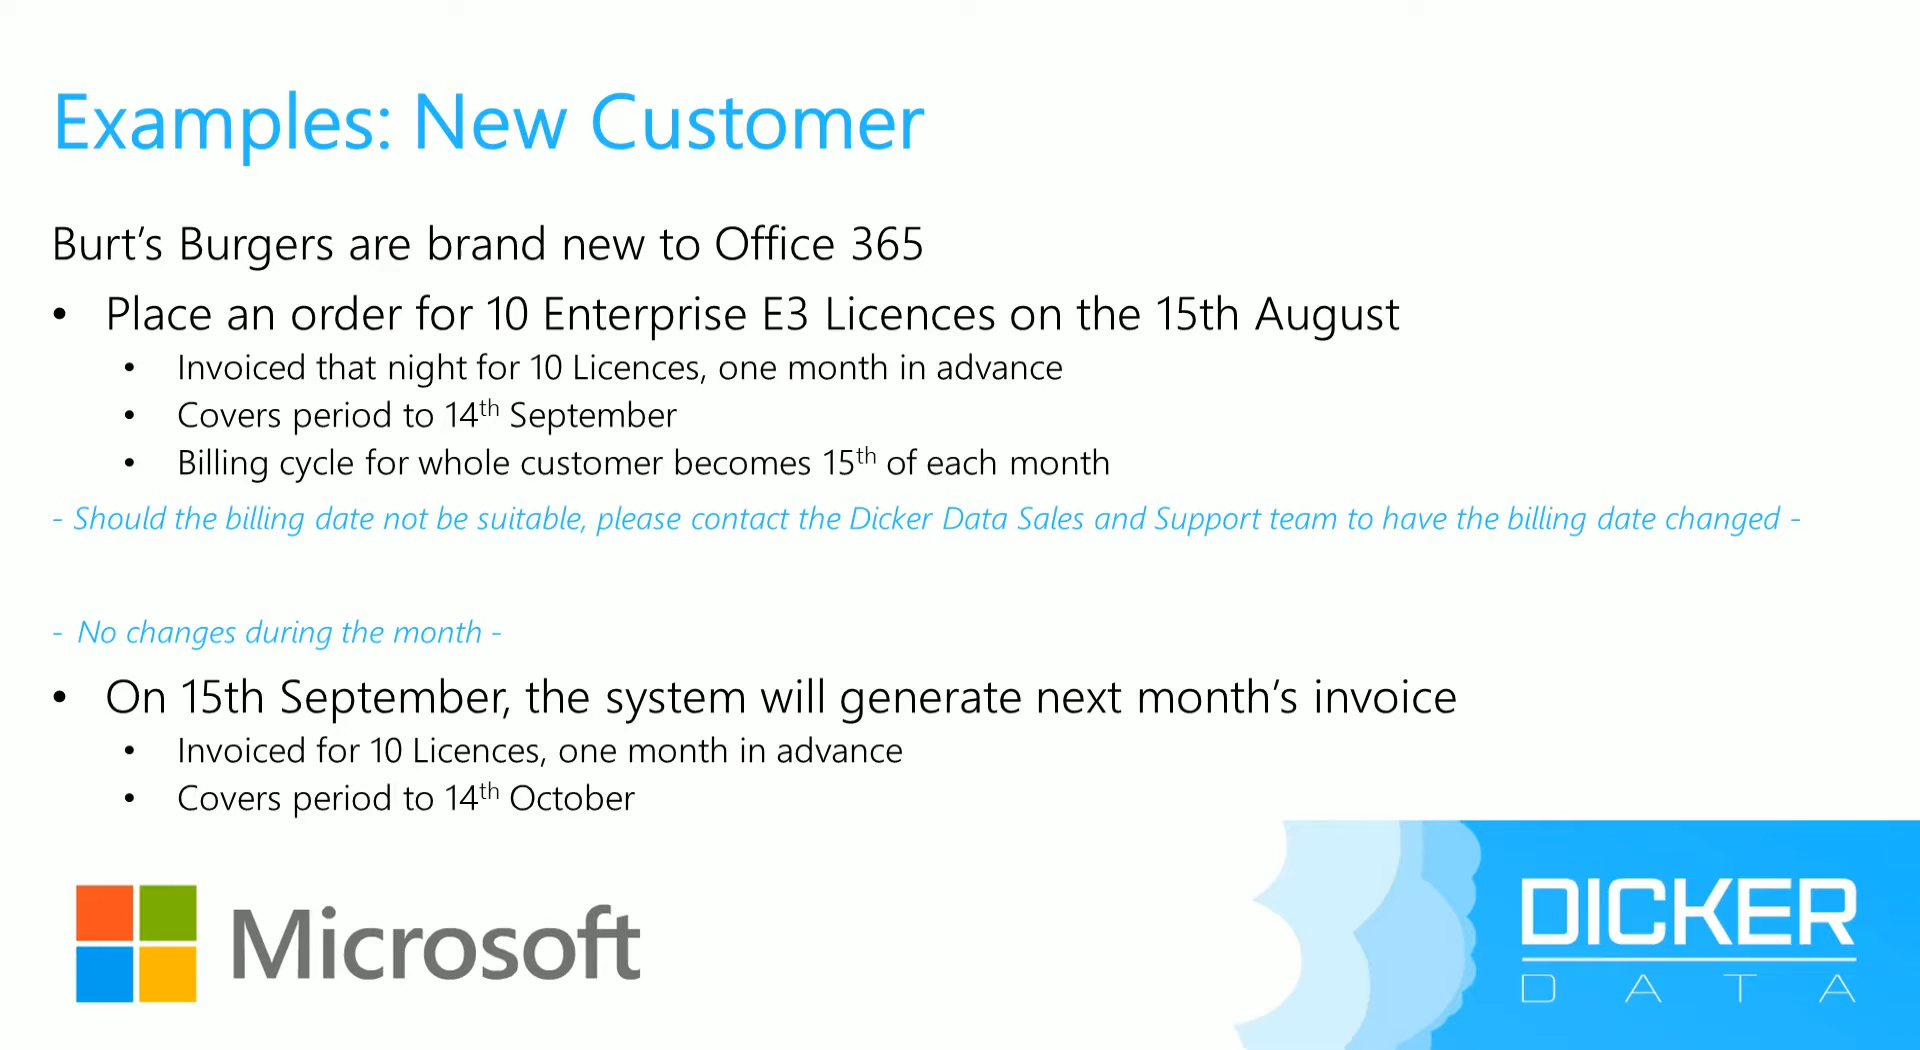 Examples: New Customer
Burt’s Burgers are brand new to Office 365
• Place an order for 10 Enterprise E3 Licences on the 15th August
• Invoiced that night for 10 Licences, one month in advance
• Covers period to 14th September
• Billing cycle for whole customer becomes 15th of each month
- Should the billing date not be suitable, please contact the Dicker Data Sales and Support team to have the billing date changed -
- No changes during the month -
• On 15th September, the system will generate next month’s invoice
• Invoiced for 10 Licences, one month in advance
• Covers period to 14th October
Microsoft
DICKER
DATA